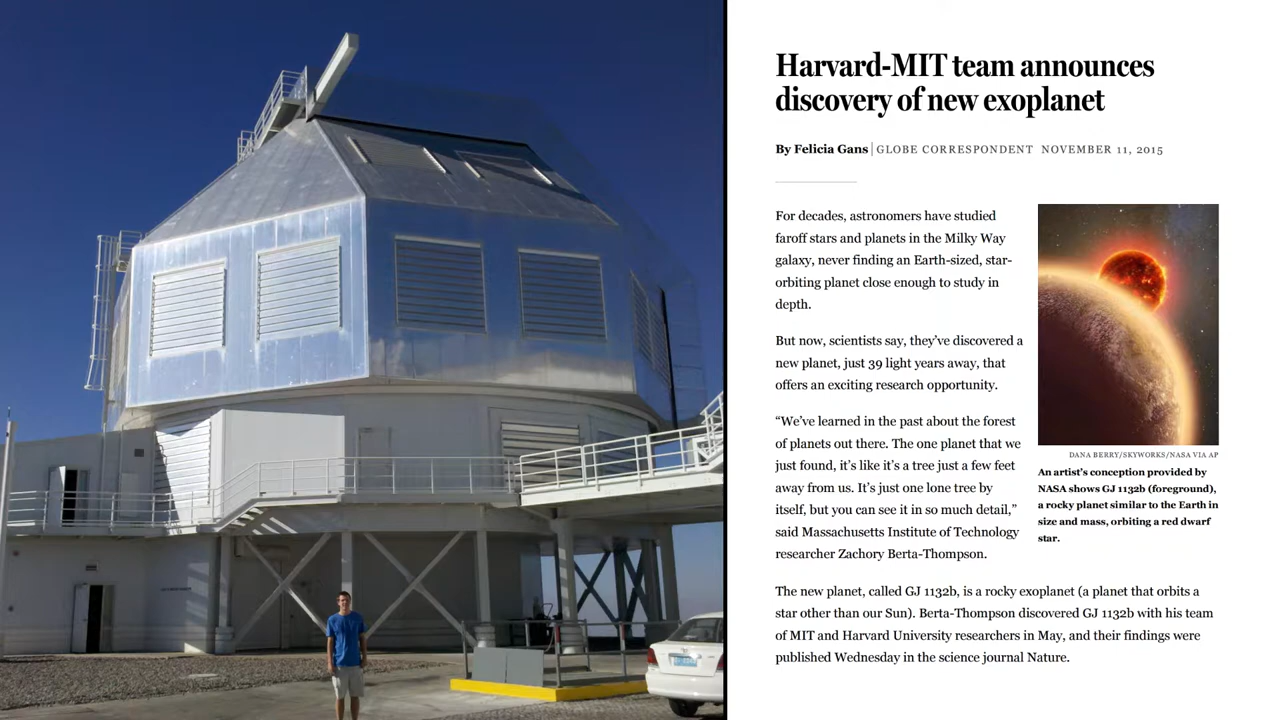 Harvard-MIT team announces
discovery of new exoplanet
By Felicia Gans | GLOBE CORRESPONDENT NOVEMBER 11, 2015
For decades, astronomers have studied
faroff stars and planets in the Milky Way
galaxy, never finding an Earth-sized, star-
orbiting planet close enough to study in
depth.
But now, scientists say, they’ve discovered a
new planet, just 39 light years away, that
offers an exciting research opportunity.
“We’ve learned in the past about the forest
of planets out there. The one planet that we
just found, it’s like it’s a tree just a few feet
away from us. It’s just one lone tree by
itself, but you can see it in so much detail,”
said Massachusetts Institute of Technology
researcher Zachory Berta-Thompson.
DANA BERRY/SKYWORKS/NASA VIA AP
An artist’s conception provided by
NASA shows GJ 1132b (foreground),
a rocky planet similar to the Earth in
size and mass, orbiting a red dwarf
star.
The new planet, called GJ 1132b, is a rocky exoplanet (a planet that orbits a
star other than our Sun). Berta-Thompson discovered GJ 1132b with his team
of MIT and Harvard University researchers in May, and their findings were
published Wednesday in the science journal Nature.